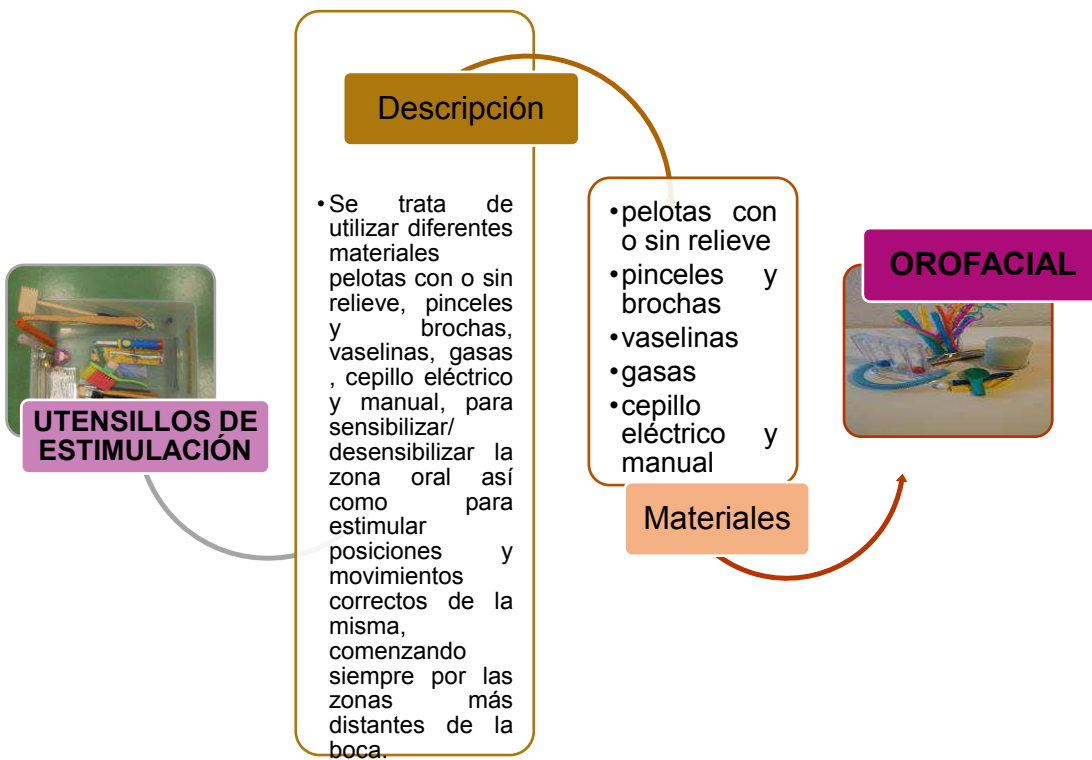 UTENSILLOS DE
ESTIMULACIÓN
Descripción
•Se trata de
utilizar diferentes
materiales
pelotas con o sin
relieve, pinceles
y brochas,
vaselinas, gasas
, cepillo eléctrico
y manual, para
sensibilizar/
desensibilizar la
zona oral así
como para
estimular
posiciones y
movimientos
correctos de la
misma,
comenzando
siempre por las
zonas más
distantes de la
boca.
•pelotas con
o sin relieve
•pinceles y
brochas
•vaselinas
•gasas
•cepillo
eléctrico y
manual
Materiales
OROFACIAL